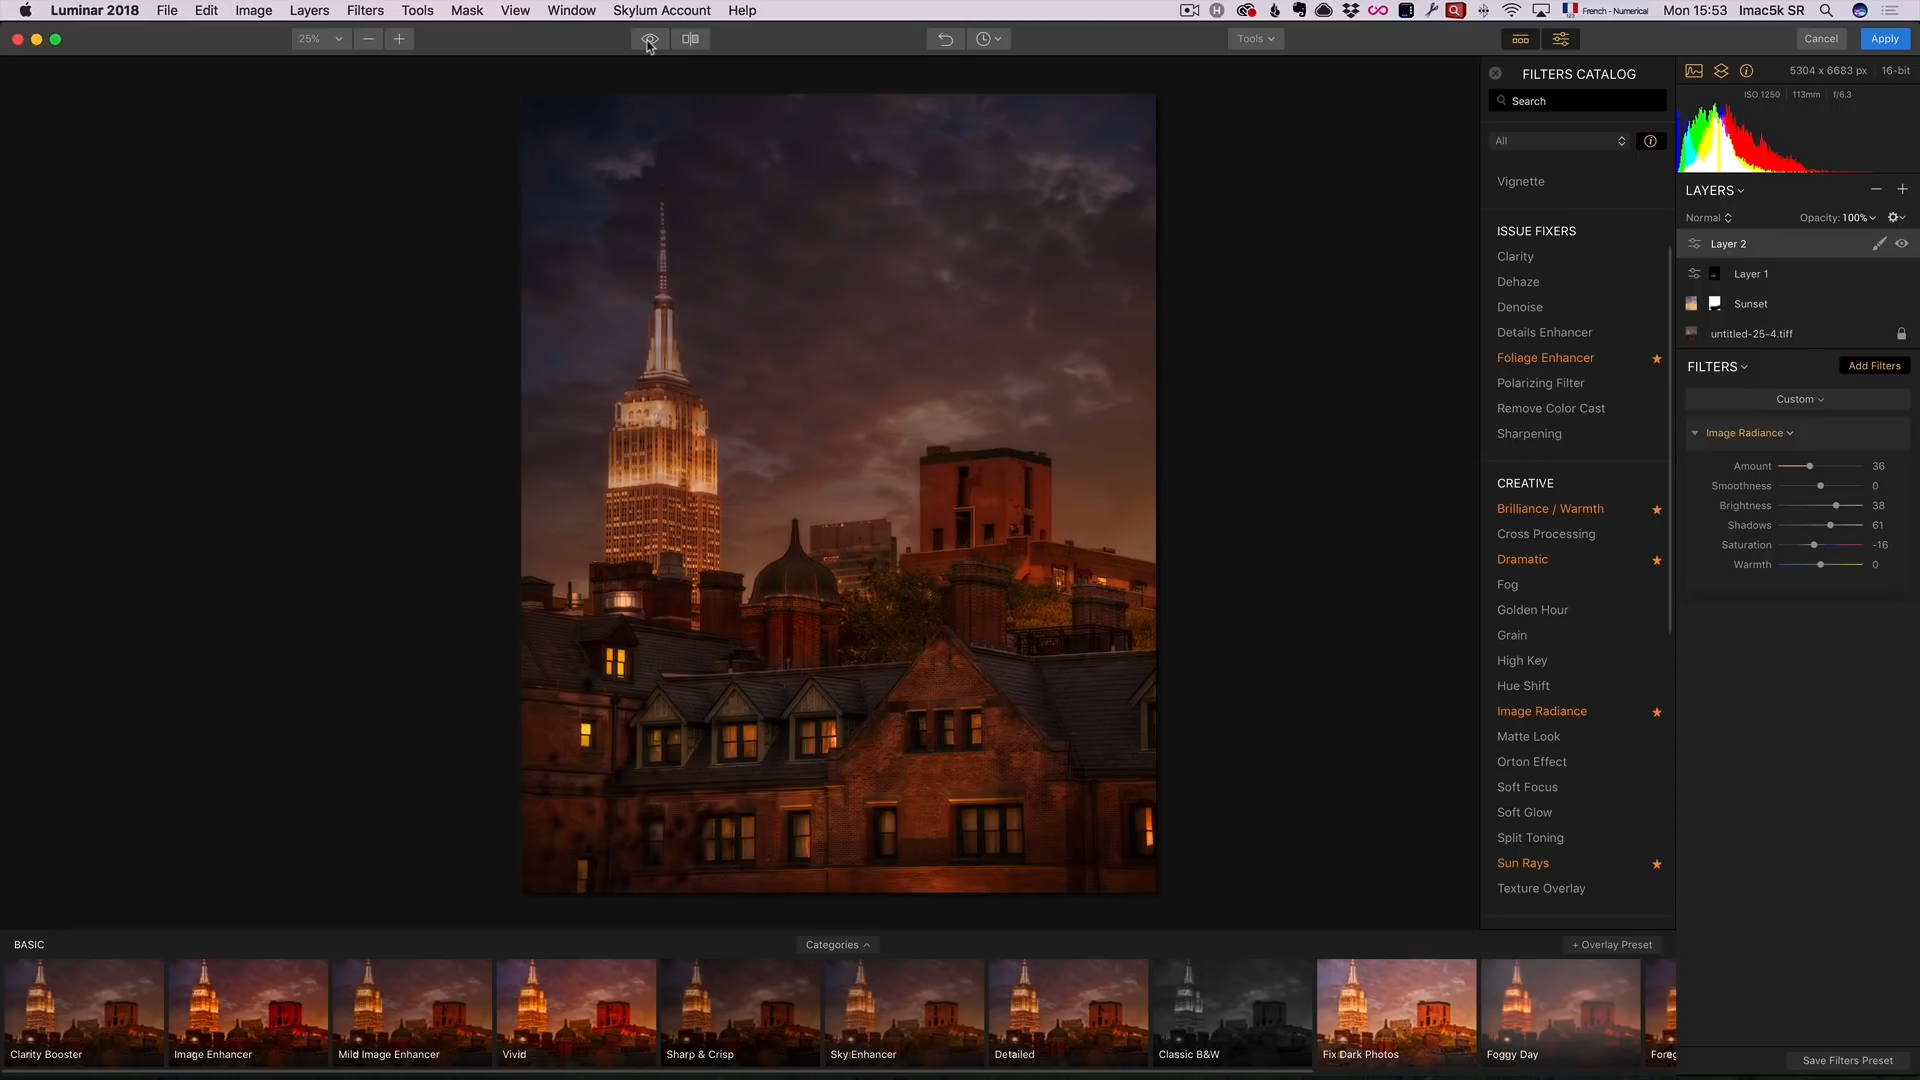 Luminar 2018 File Edit Image Layers Filters Tools Mask View Window Skylum Account Help
French - Numerical Mon 15:53 Imac5k SR
25% Tools Cancel Apply
FILTERS CATALOG
Search
All
Vignette
ISSUE FIXERS
Clarity
Dehaze
Denoise
Details Enhancer
Foliage Enhancer
Polarizing Filter
Remove Color Cast
Sharpening
CREATIVE
Brilliance / Warmth
Cross Processing
Dramatic
Fog
Golden Hour
Grain
High Key
Hue Shift
Image Radiance
Matte Look
Orton Effect
Soft Focus
Soft Glow
Split Toning
Sun Rays
Texture Overlay
5304 x 6683 px 16-bit
ISO 1250 113mm f/6.3
LAYERS
Normal Opacity: 100%
Layer 2
Layer 1
Sunset
untitled-25-4.tiff
FILTERS Add Filters
Custom
Image Radiance
Amount 36
Smoothness 0
Brightness 38
Shadows 61
Saturation -16
Warmth 0
BASIC Categories + Overlay Preset
Clarity Booster
Image Enhancer
Mild Image Enhancer
Vivid
Sharp & Crisp
Sky Enhancer
Detailed
Classic B&W
Fix Dark Photos
Foggy Day
Foreg
Save Filters Preset